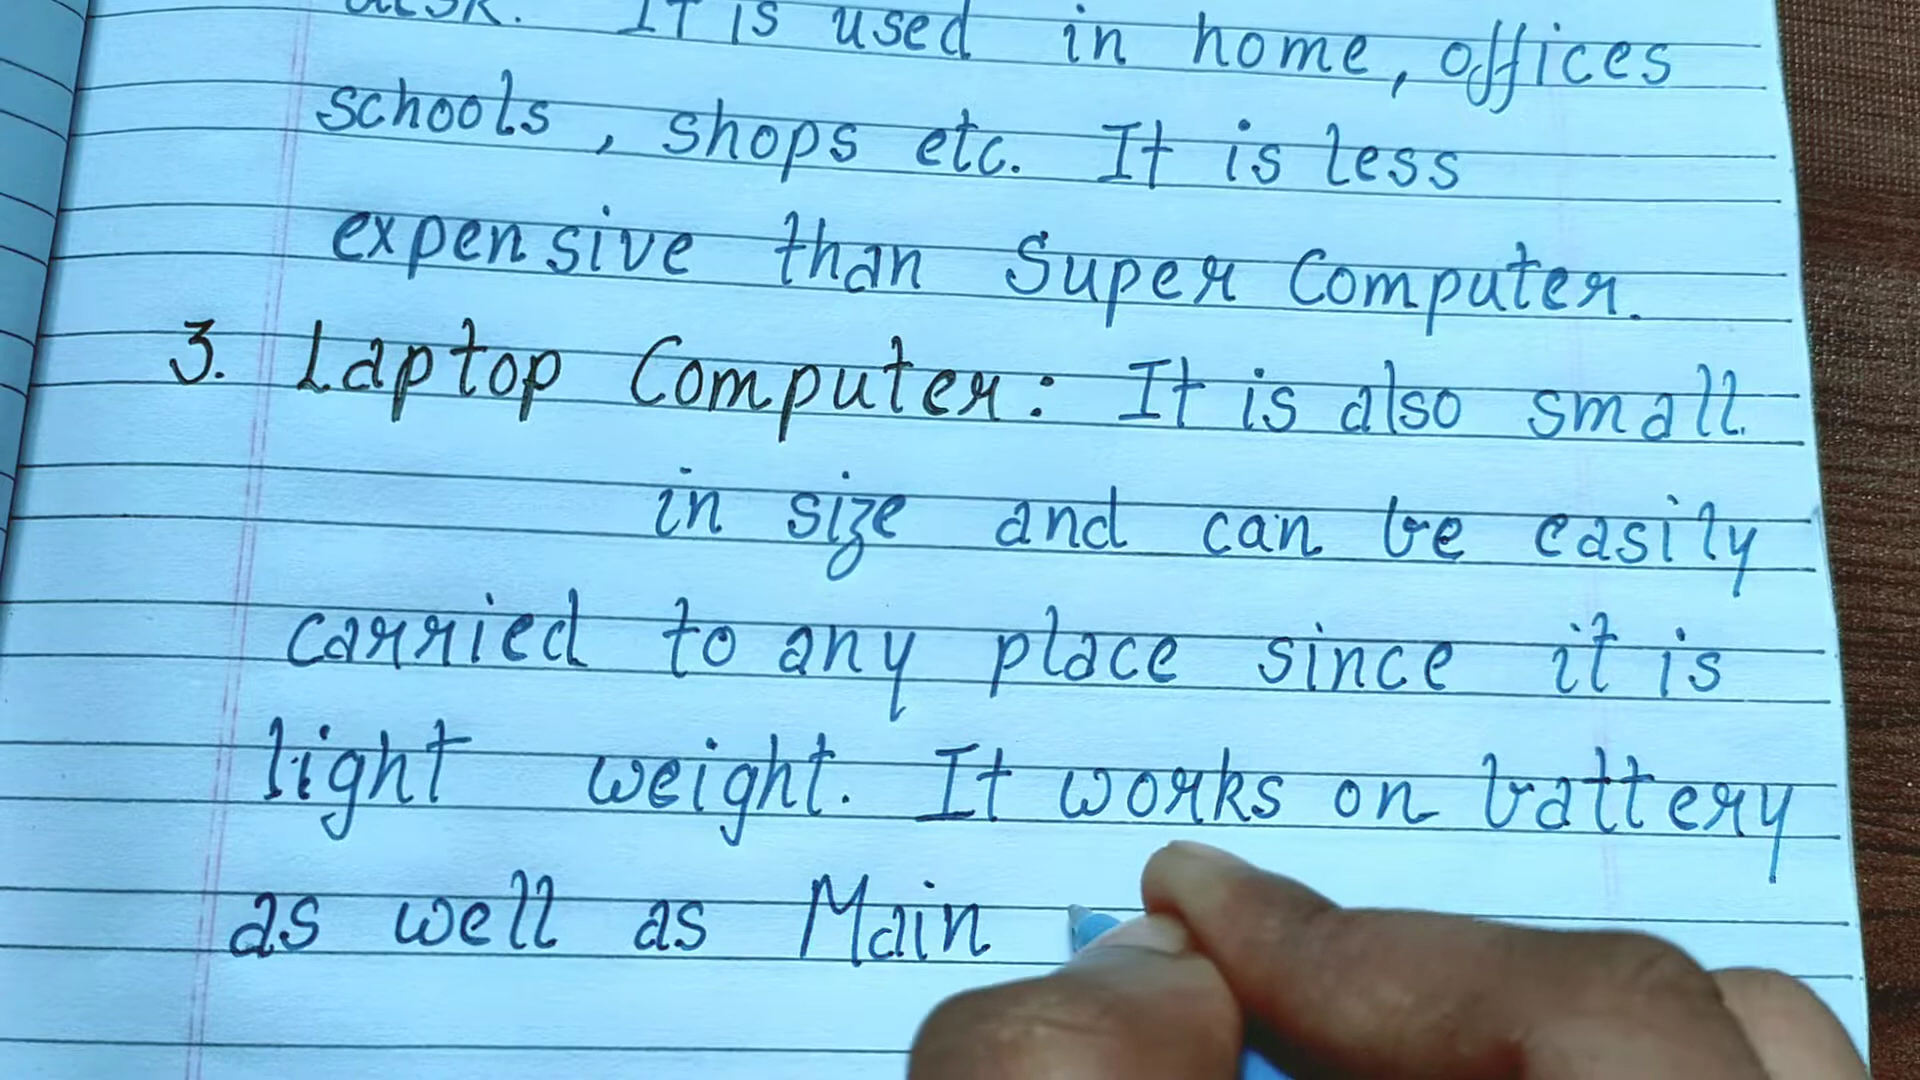 desk. It is used in home, offices
schools, shops etc. It is less
expensive than Super Computer.
3. Laptop Computer: It is also small
in size and can be easily
carried to any place since it is
light weight. It works on battery
as well as Main